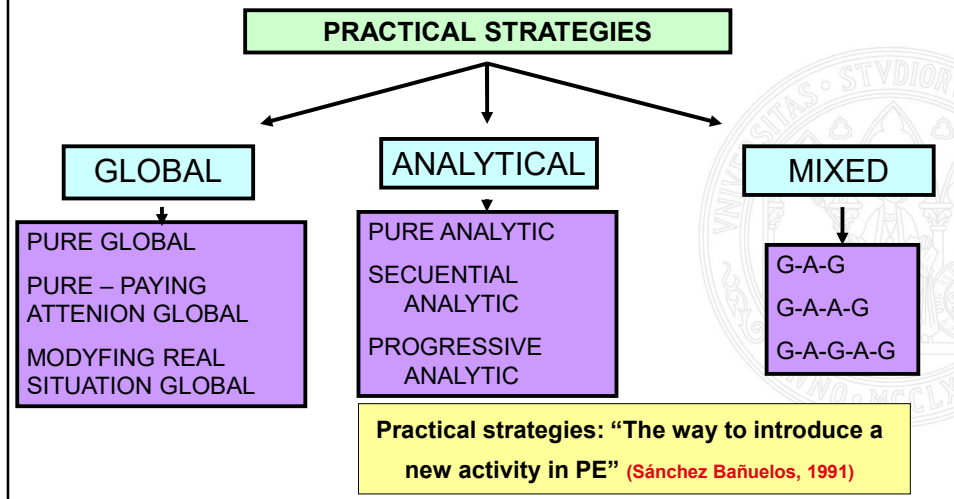 PRACTICAL STRATEGIES
GLOBAL
PURE GLOBAL
PURE – PAYING
ATTENION GLOBAL
MODYFING REAL
SITUATION GLOBAL
ANALYTICAL
PURE ANALYTIC
SECUENTIAL
ANALYTIC
PROGRESSIVE
ANALYTIC
MIXED
G-A-G
G-A-A-G
G-A-G-A-G
Practical strategies: “The way to introduce a
new activity in PE” (Sánchez Bañuelos, 1991)